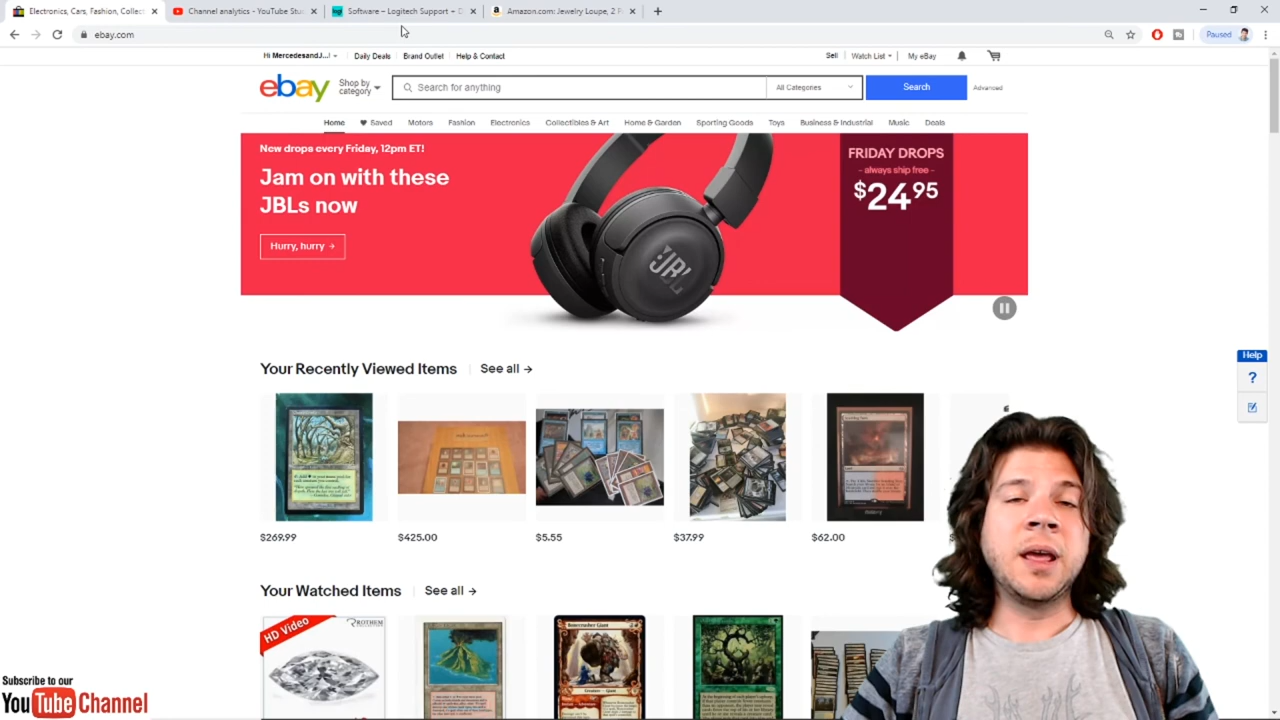 Electronics, Cars, Fashion, Collect
Channel analytics - YouTube Stu
Software – Logitech Support – D
Amazon.com: Jewelry Loupe, 2 P
ebay.com
Paused
Hi MercedesandJ...!
Daily Deals
Brand Outlet
Help & Contact
Sell
Watch List
My eBay
ebay
Shop by category
Search for anything
All Categories
Search
Advanced
Home
Saved
Motors
Fashion
Electronics
Collectibles & Art
Home & Garden
Sporting Goods
Toys
Business & Industrial
Music
Deals
New drops every Friday, 12pm ET!
Jam on with these
JBLs now
Hurry, hurry →
JBL
FRIDAY DROPS
- always ship free -
$24.95
Help
?
Your Recently Viewed Items
See all →
$269.99
$425.00
$5.55
$37.99
$62.00
Your Watched Items
See all →
HD Video
ROTHEM
Bonecrusher Giant
Subscribe to our
YouTube Channel